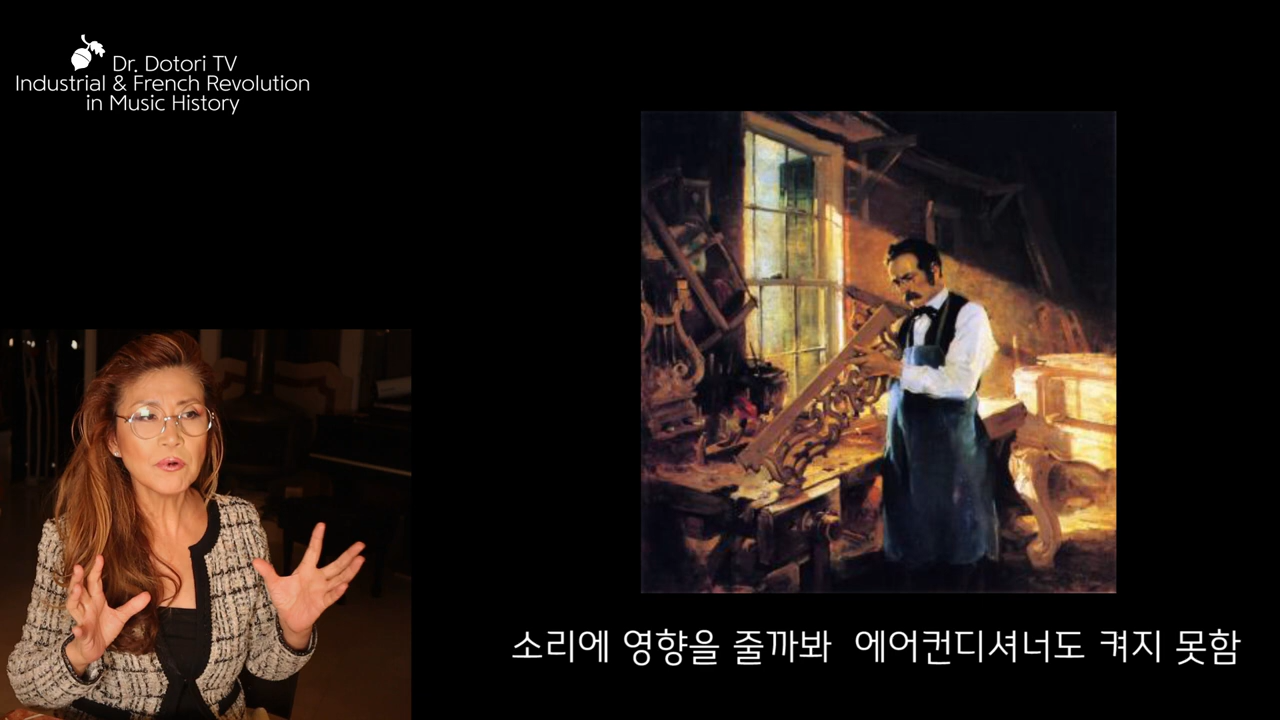 Dr. Dotori TV
Industrial & French Revolution
in Music History
소리에 영향을 줄까봐 에어컨디셔너도 켜지 못함